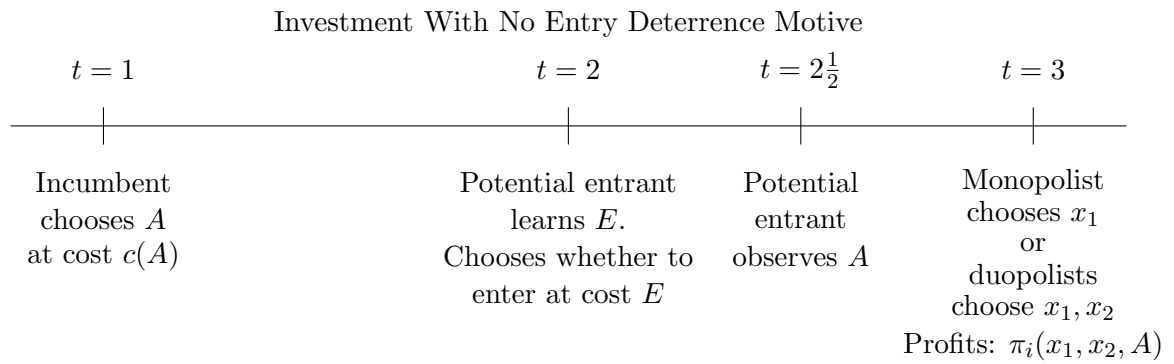 Investment With No Entry Deterrence Motive
t = 1
t = 2
t = 2½
t = 3
Incumbent
chooses A
at cost c(A)
Potential entrant
learns E.
Chooses whether to
enter at cost E
Potential
entrant
observes A
Monopolist
chooses x₁
or
duopolists
choose x₁, x₂
Profits: πᵢ(x₁, x₂, A)